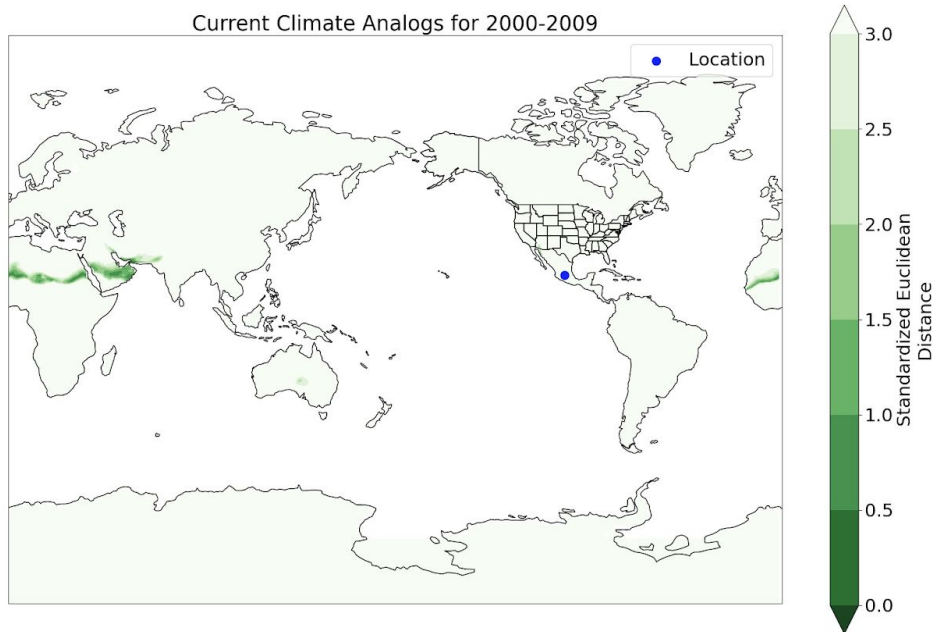 Current Climate Analogs for 2000-2009
Location
3.0
2.5
2.0
1.5
1.0
0.5
0.0
Standardized Euclidean
Distance